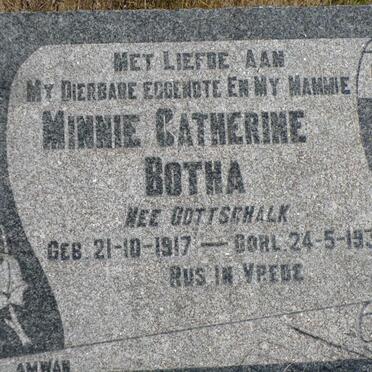 MET LIEFDE AAN
MY DIERBARE EGGENOTE EN MY MAMMIE
MINNIE CATHERINE
BOTHA
NEE GOTTSCHALK
GEB. 21-10-1917 — OORL. 24-5-193
RUS IN VREDE
AMWAN